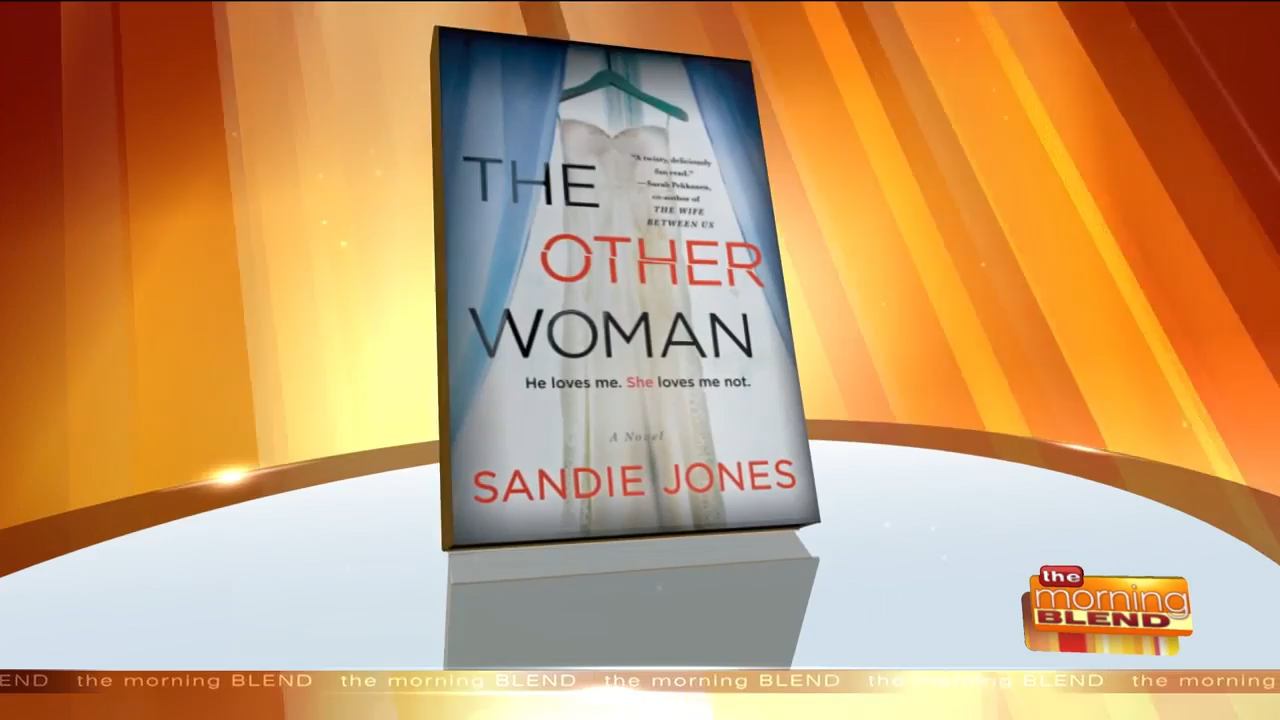 THE
"A twisty, deliciously
fun read."
—Sarah Pekkanen,
co-author of
THE WIFE
BETWEEN US
OTHER
WOMAN
He loves me. She loves me not.
A Novel
SANDIE JONES
the
morning
BLEND
END the morning BLEND the morning BLEND the morning BLEND the morning BLEND the morning